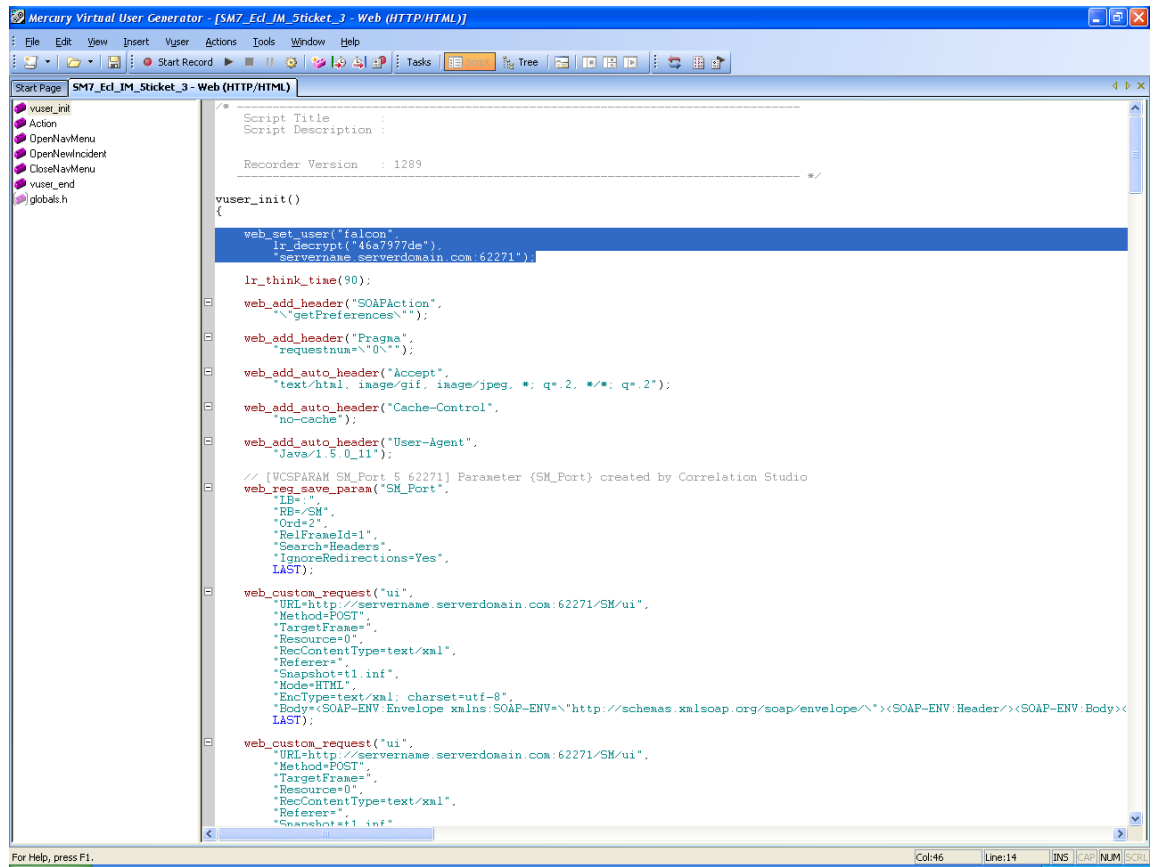 Mercury Virtual User Generator - [SM7_Ecl_IM_5ticket_3 - Web (HTTP/HTML)]
File Edit View Insert Vuser Actions Tools Window Help
Start Record Tasks Script Tree
Start Page SM7_Ecl_IM_5ticket_3 - Web (HTTP/HTML)
vuser_init
Action
OpenNavMenu
OpenNewIncident
CloseNavMenu
vuser_end
globals.h
/* ---------------------------------------------------------------------------
Script Title :
Script Description :
Recorder Version : 1289
--------------------------------------------------------------------------- */
vuser_init()
{
web_set_user("falcon",
lr_decrypt("46a7977de"),
"servername.serverdomain.com:62271");
lr_think_time(90);
web_add_header("SOAPAction",
"\"getPreferences\"");
web_add_header("Pragma",
"requestnum=\"0\"");
web_add_auto_header("Accept",
"text/html, image/gif, image/jpeg, *; q=.2, */*; q=.2");
web_add_auto_header("Cache-Control",
"no-cache");
web_add_auto_header("User-Agent",
"Java/1.5.0_11");
// [WCSPARAM SM_Port 5 62271] Parameter {SM_Port} created by Correlation Studio
web_reg_save_param("SM_Port",
"LB=:",
"RB=/SM",
"Ord=2",
"RelFrameId=1",
"Search=Headers",
"IgnoreRedirections=Yes",
LAST);
web_custom_request("ui",
"URL=http://servername.serverdomain.com:62271/SM/ui",
"Method=POST",
"TargetFrame=",
"Resource=0",
"RecContentType=text/xml",
"Referer=",
"Snapshot=t1.inf",
"Mode=HTML",
"EncType=text/xml; charset=utf-8",
"Body=<SOAP-ENV:Envelope xmlns:SOAP-ENV=\"http://schemas.xmlsoap.org/soap/envelope/\"><SOAP-ENV:Header/><SOAP-ENV:Body><
LAST);
web_custom_request("ui",
"URL=http://servername.serverdomain.com:62271/SM/ui",
"Method=POST",
"TargetFrame=",
"Resource=0",
"RecContentType=text/xml",
"Referer=",
"Snapshot=t1.inf"
For Help, press F1. Col:46 Line:14 INS CAP NUM SCRL